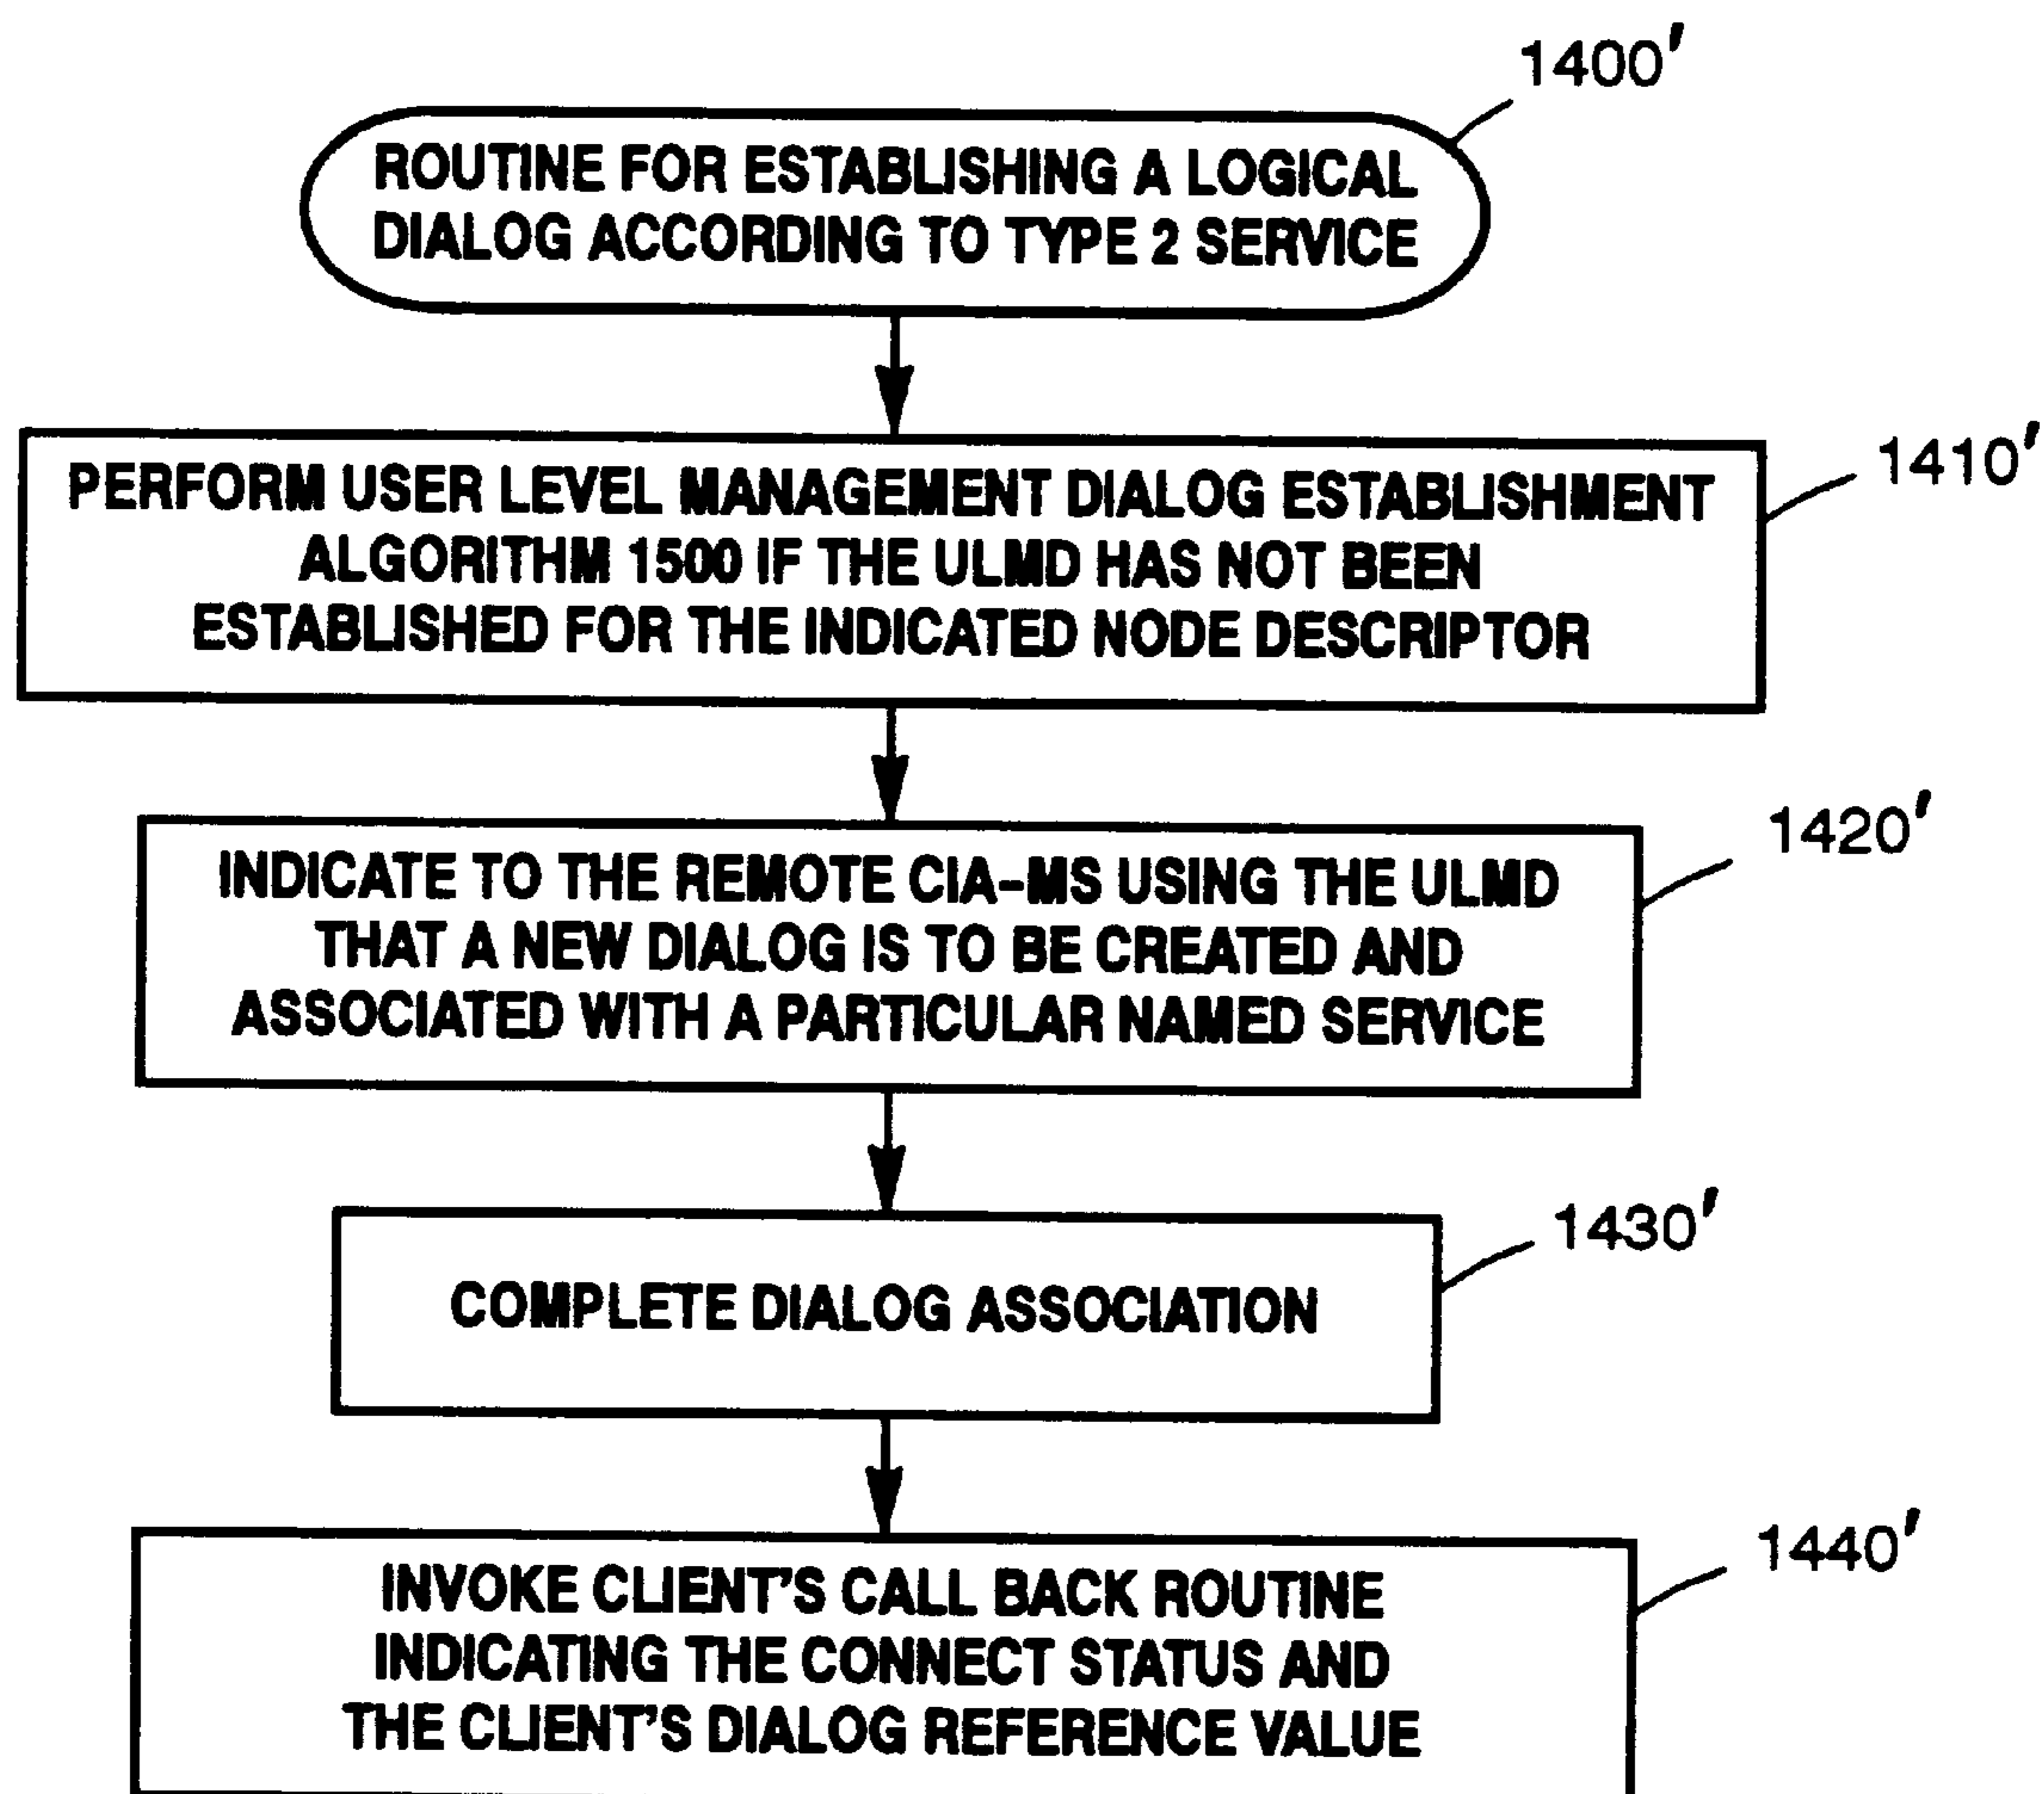 1400'
ROUTINE FOR ESTABLISHING A LOGICAL
DIALOG ACCORDING TO TYPE 2 SERVICE
1410'
PERFORM USER LEVEL MANAGEMENT DIALOG ESTABLISHMENT
ALGORITHM 1500 IF THE ULMD HAS NOT BEEN
ESTABLISHED FOR THE INDICATED NODE DESCRIPTOR
1420'
INDICATE TO THE REMOTE CIA-MS USING THE ULMD
THAT A NEW DIALOG IS TO BE CREATED AND
ASSOCIATED WITH A PARTICULAR NAMED SERVICE
1430'
COMPLETE DIALOG ASSOCIATION
1440'
INVOKE CLIENT'S CALL BACK ROUTINE
INDICATING THE CONNECT STATUS AND
THE CLIENT'S DIALOG REFERENCE VALUE